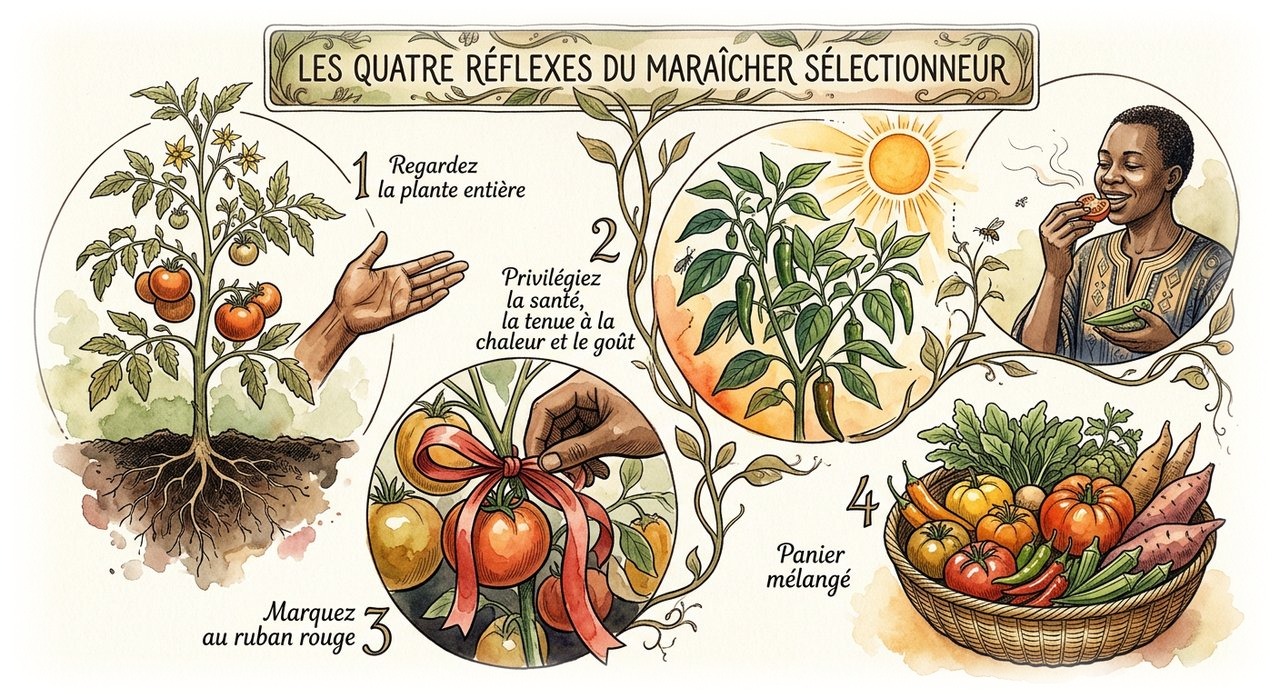 LES QUATRE RÉFLEXES DU MARAÎCHER SÉLECTIONNEUR
1 Regardez
la plante entière
2
Privilégiez
la santé,
la tenue à la
chaleur et le goût
Marquez
au ruban rouge 3
4
Panier
mélangé